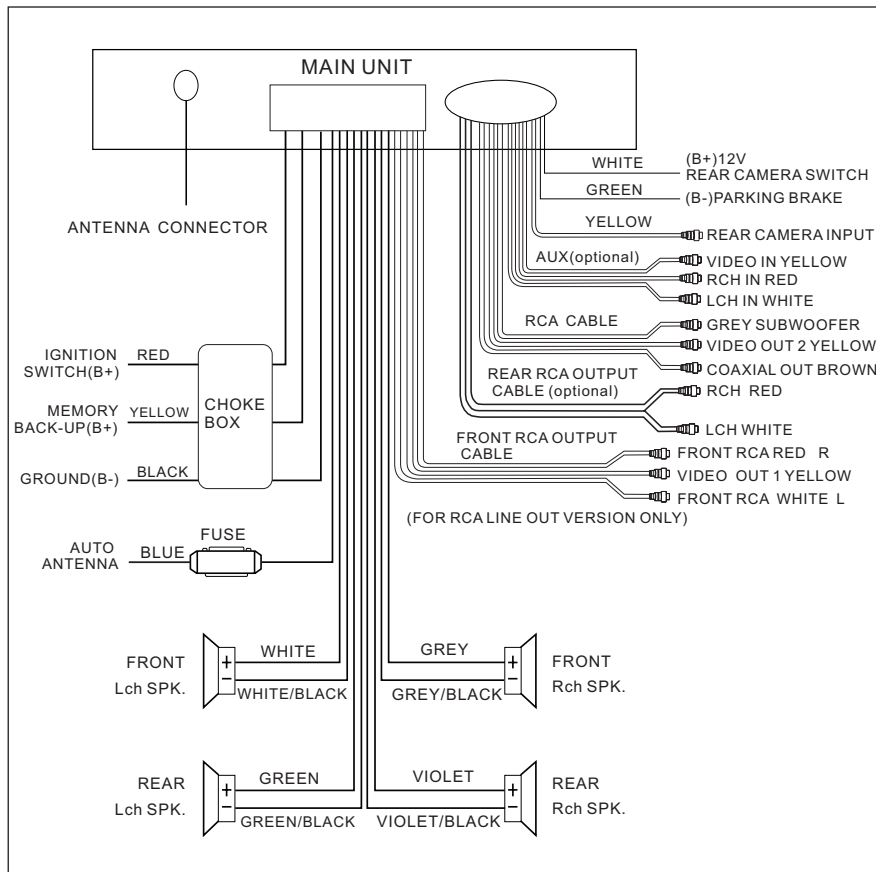 MAIN UNIT
ANTENNA CONNECTOR
WHITE
(B+)12V
REAR CAMERA SWITCH
GREEN
(B-)PARKING BRAKE
YELLOW
REAR CAMERA INPUT
AUX(optional)
VIDEO IN YELLOW
RCH IN RED
LCH IN WHITE
RCA CABLE
GREY SUBWOOFER
VIDEO OUT 2 YELLOW
COAXIAL OUT BROWN
REAR RCA OUTPUT
CABLE (optional)
RCH RED
LCH WHITE
FRONT RCA OUTPUT
CABLE
FRONT RCA RED R
VIDEO OUT 1 YELLOW
FRONT RCA WHITE L
(FOR RCA LINE OUT VERSION ONLY)
IGNITION
SWITCH(B+)
RED
MEMORY
BACK-UP(B+)
YELLOW
GROUND(B-)
BLACK
CHOKE
BOX
AUTO
ANTENNA
BLUE
FUSE
FRONT
Lch SPK.
+
−
WHITE
WHITE/BLACK
GREY
GREY/BLACK
+
−
FRONT
Rch SPK.
REAR
Lch SPK.
+
−
GREEN
GREEN/BLACK
VIOLET
VIOLET/BLACK
+
−
REAR
Rch SPK.